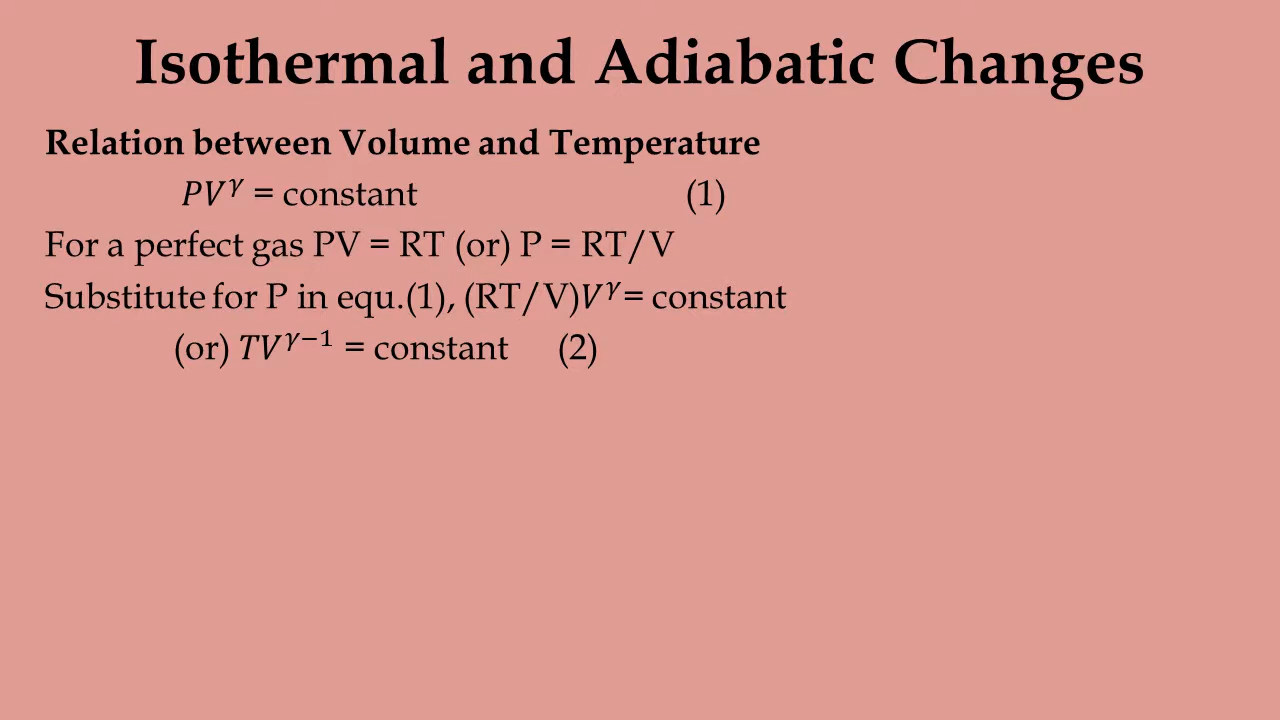 Isothermal and Adiabatic Changes
Relation between Volume and Temperature
𝑃𝑉^𝛾 = constant (1)
For a perfect gas PV = RT (or) P = RT/V
Substitute for P in equ.(1), (RT/V)𝑉^𝛾= constant
(or) 𝑇𝑉^𝛾−1 = constant (2)